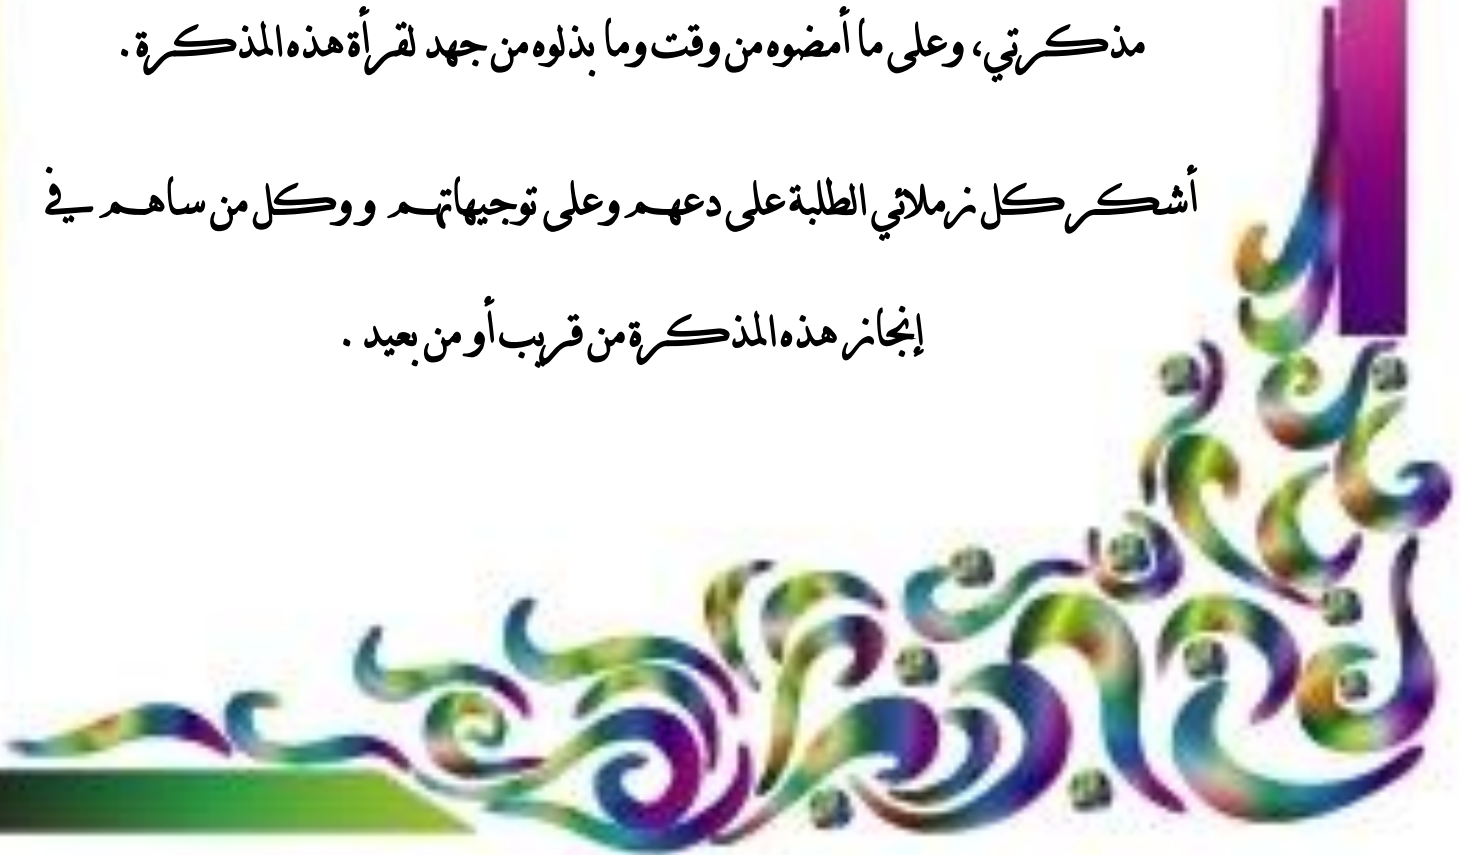 مذكرتي، وعلى ما أمضوه من وقت وما بذلوه من جهد لقرأة هذه المذكرة .
أشكر كل زملائي الطلبة على دعهم وعلى توجيهاتهم و وكل من ساهم في
إنجاز هذه المذكرة من قريب أو من بعيد .